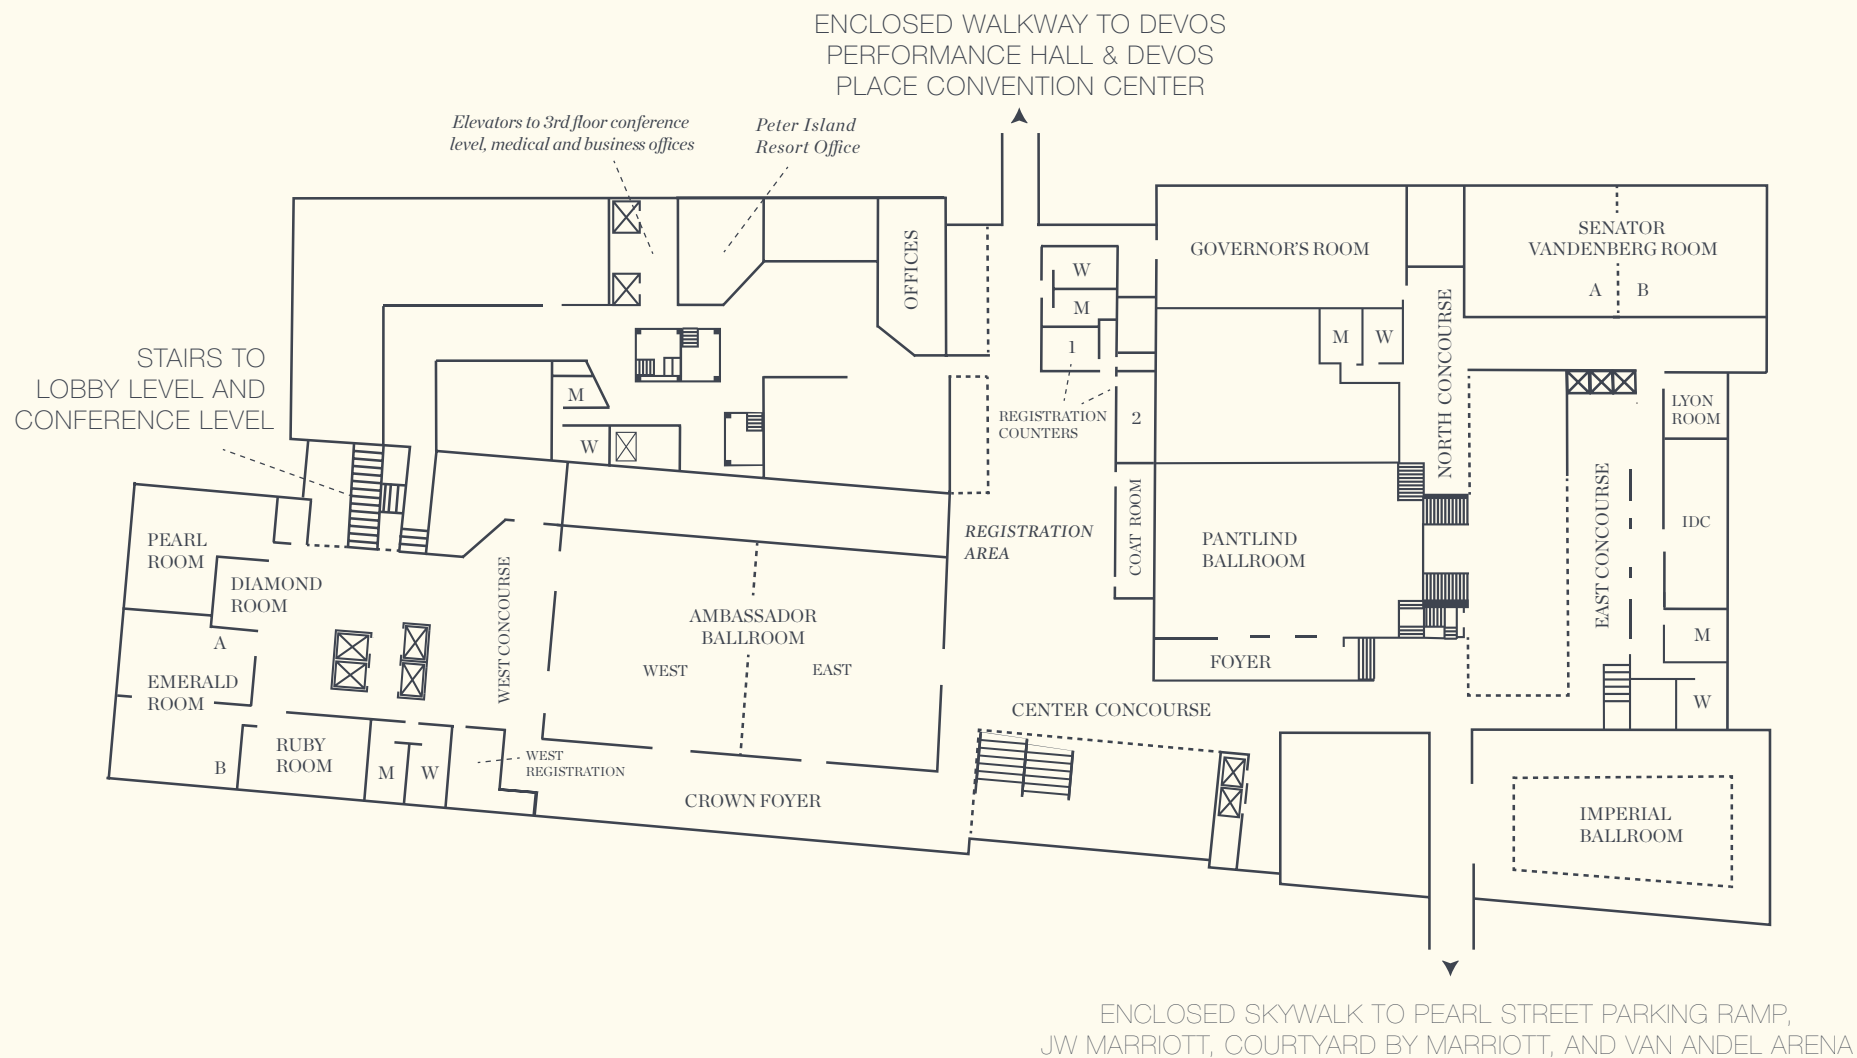 ENCLOSED WALKWAY TO DEVOS
PERFORMANCE HALL & DEVOS
PLACE CONVENTION CENTER
Elevators to 3rd floor conference
level, medical and business offices
Peter Island
Resort Office
OFFICES
W
M
1
REGISTRATION
COUNTERS
2
GOVERNOR'S ROOM
M
W
SENATOR
VANDENBERG ROOM
A
B
NORTH CONCOURSE
LYON
ROOM
IDC
EAST CONCOURSE
M
W
STAIRS TO
LOBBY LEVEL AND
CONFERENCE LEVEL
M
W
PEARL
ROOM
DIAMOND
ROOM
A
EMERALD
ROOM
B
RUBY
ROOM
M
W
WEST CONCOURSE
WEST
REGISTRATION
AMBASSADOR
BALLROOM
WEST
EAST
CROWN FOYER
REGISTRATION
AREA
COAT ROOM
PANTLIND
BALLROOM
FOYER
CENTER CONCOURSE
IMPERIAL
BALLROOM
ENCLOSED SKYWALK TO PEARL STREET PARKING RAMP,
JW MARRIOTT, COURTYARD BY MARRIOTT, AND VAN ANDEL ARENA